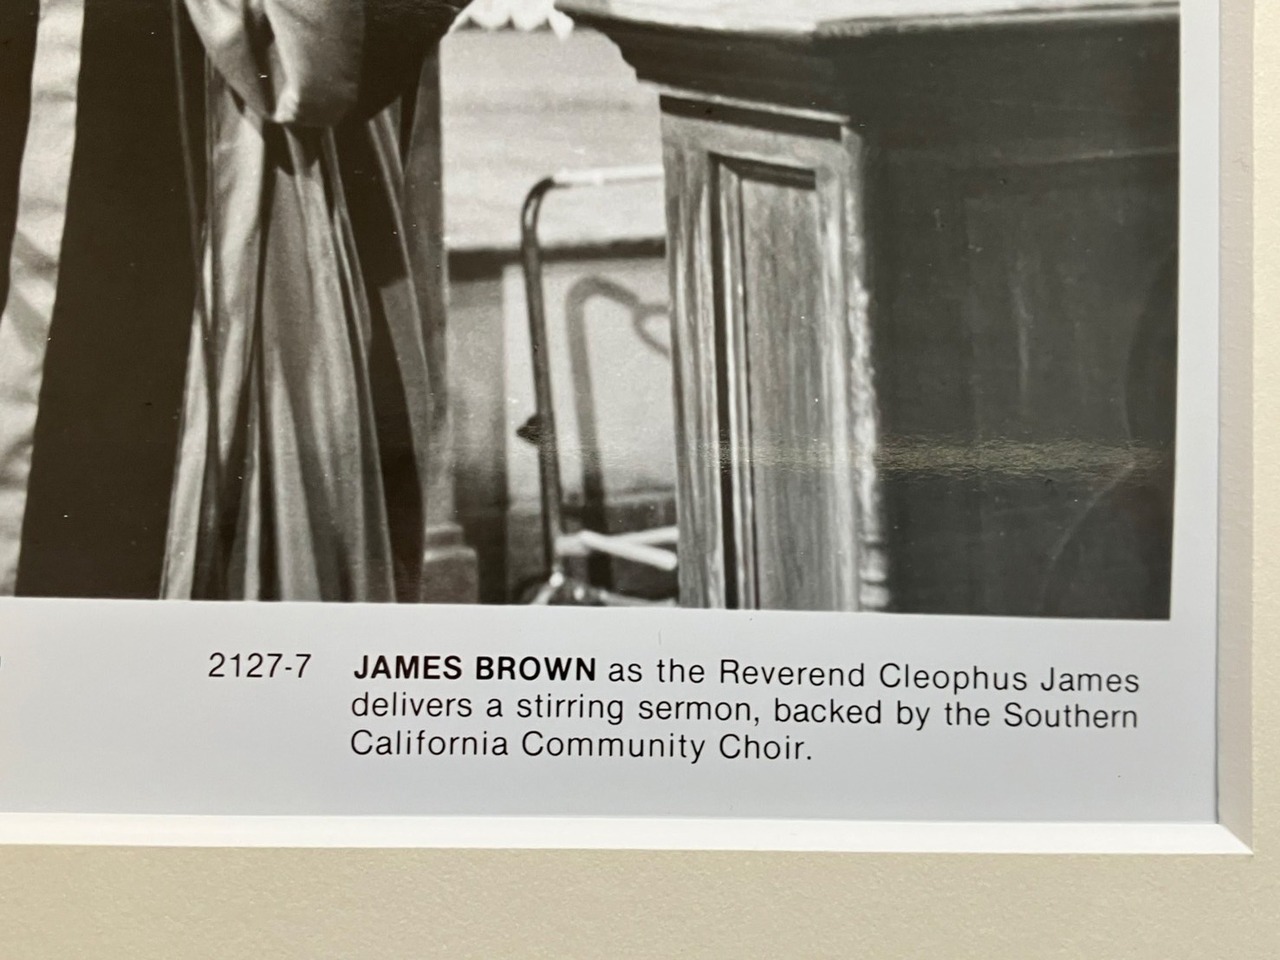 2127-7 JAMES BROWN as the Reverend Cleophus James
delivers a stirring sermon, backed by the Southern
California Community Choir.